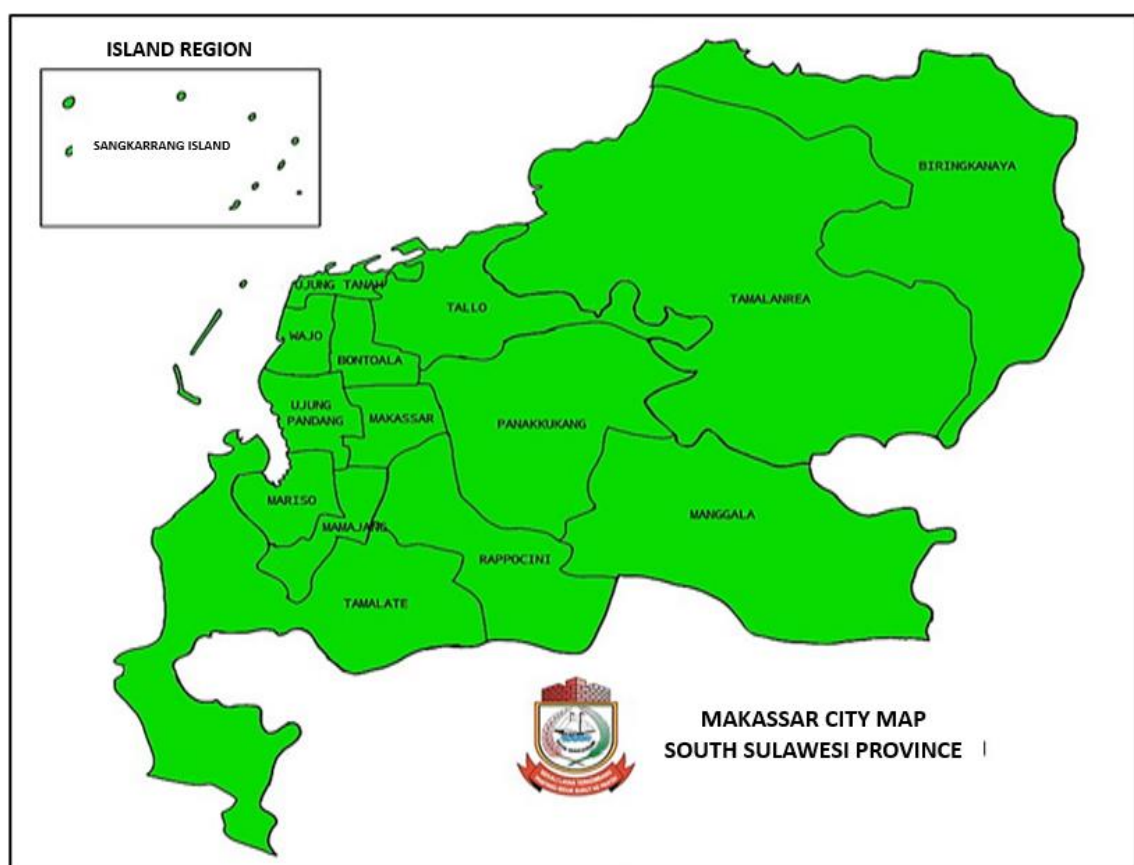 ISLAND REGION
SANGKARRANG ISLAND
BIRINGKANAYA
UJUNG TANAH
TALLO
TAMALANREA
WAJO
BONTOALA
UJUNG
PANDANG
MAKASSAR
PANAKKUKANG
MARISO
MAMAJANG
MANGGALA
RAPPOCINI
TAMALATE
MAKASSAR CITY MAP
SOUTH SULAWESI PROVINCE